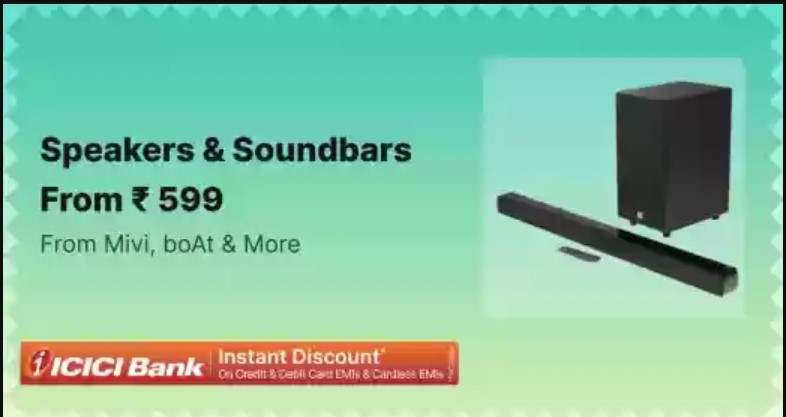 Speakers & Soundbars
From ₹ 599
From Mivi, boAt & More
ICICI Bank
Instant Discount*
On Credit & Debit Card EMIs & Cardless EMIs